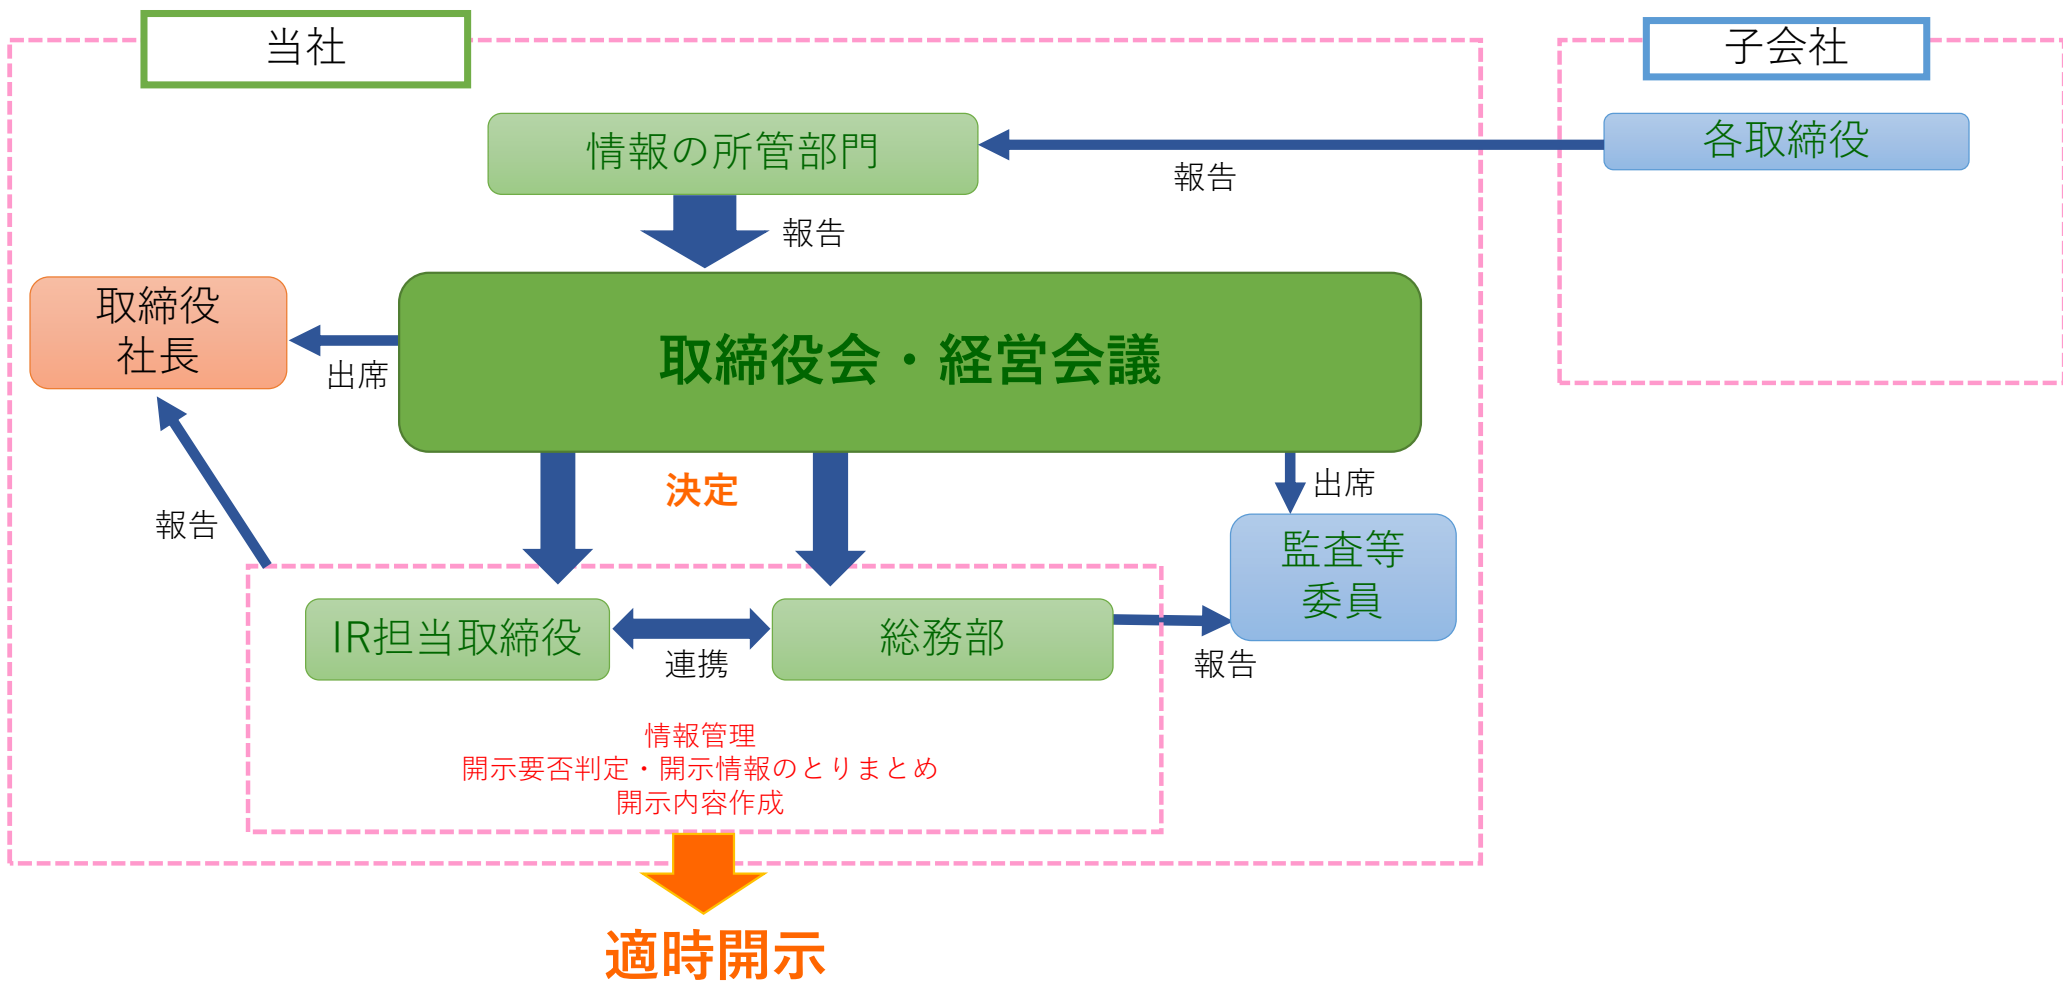 当社
子会社
情報の所管部門
各取締役
報告
報告
取締役
社長
出席
取締役会・経営会議
決定
出席
報告
監査等
委員
IR担当取締役
連携
総務部
報告
情報管理
開示要否判定・開示情報のとりまとめ
開示内容作成
適時開示